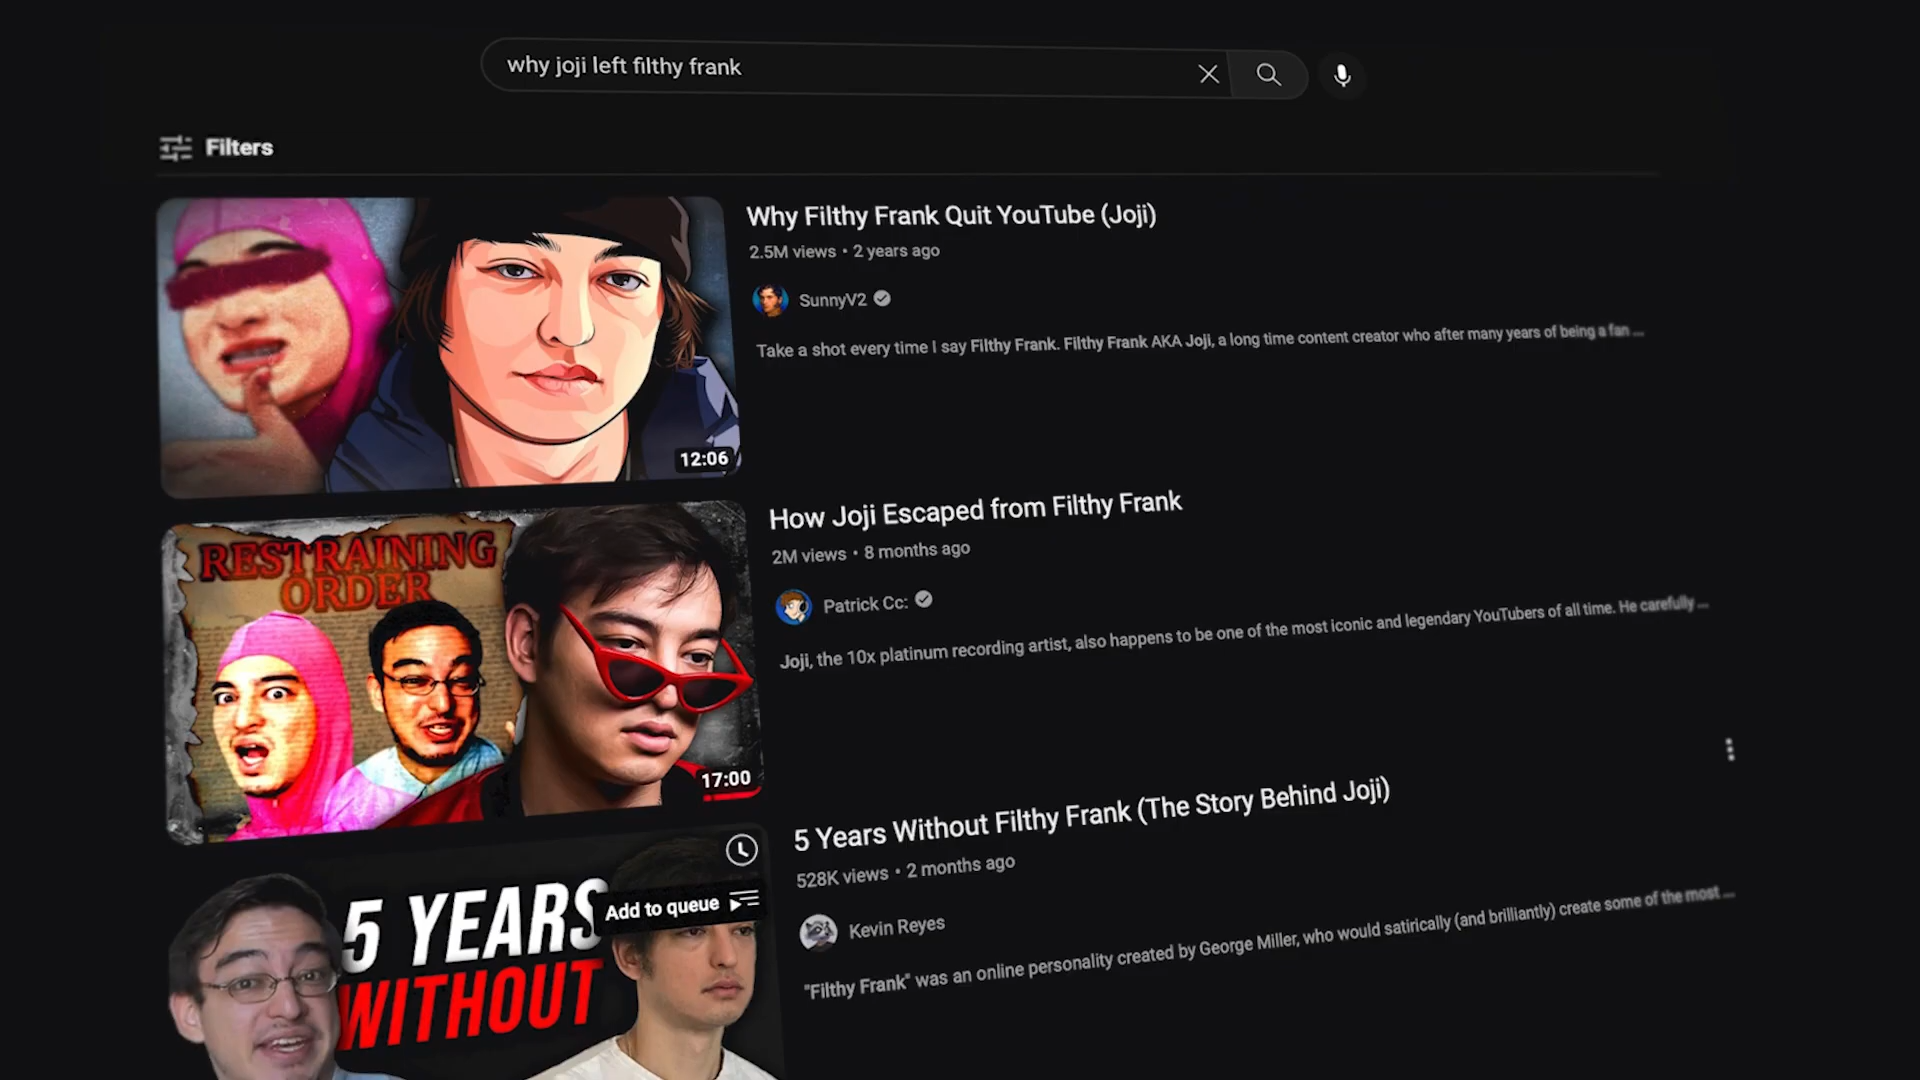 why joji left filthy frank
Filters
Why Filthy Frank Quit YouTube (Joji)
2.5M views • 2 years ago
SunnyV2
Take a shot every time I say Filthy Frank. Filthy Frank AKA Joji, a long time content creator who after many years of being a fan ...
12:06
RESTRAINING
ORDER
17:00
How Joji Escaped from Filthy Frank
2M views • 8 months ago
Patrick Cc:
Joji, the 10x platinum recording artist, also happens to be one of the most iconic and legendary YouTubers of all time. He carefully ...
5 YEARS
WITHOUT
Add to queue
5 Years Without Filthy Frank (The Story Behind Joji)
528K views • 2 months ago
Kevin Reyes
"Filthy Frank" was an online personality created by George Miller, who would satirically (and brilliantly) create some of the most ...